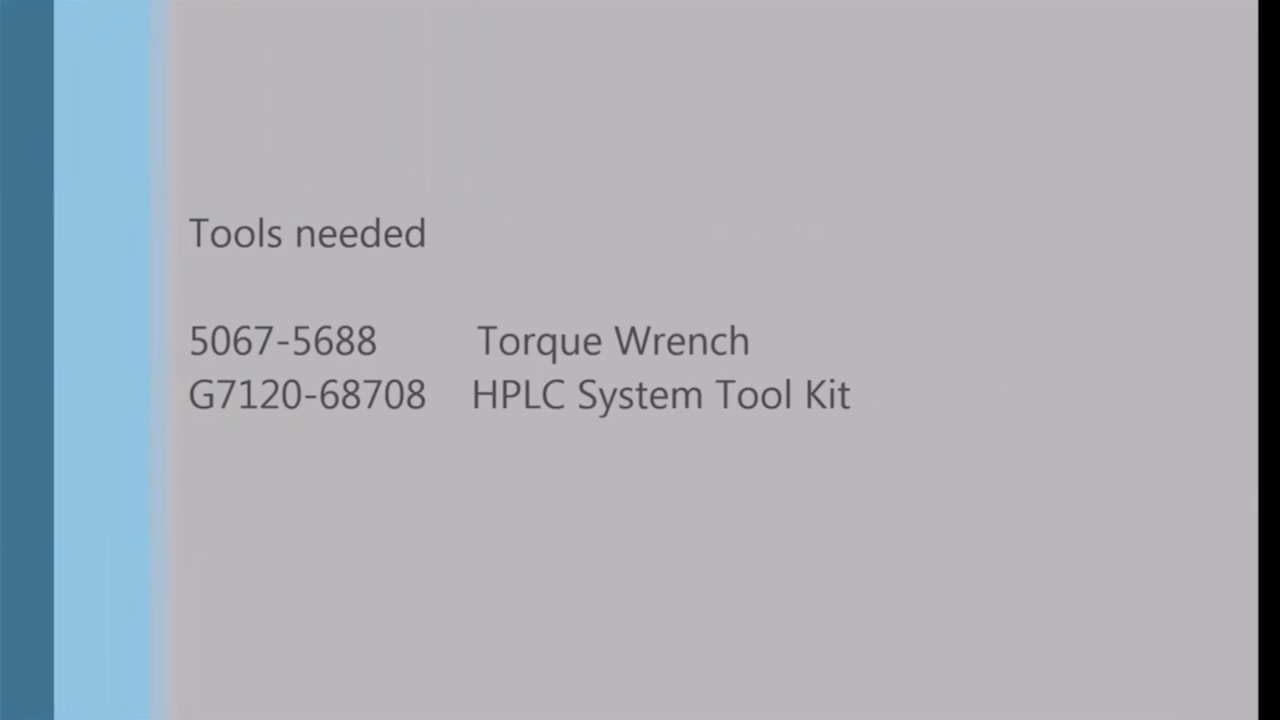 Tools needed
5067-5688 Torque Wrench
G7120-68708 HPLC System Tool Kit